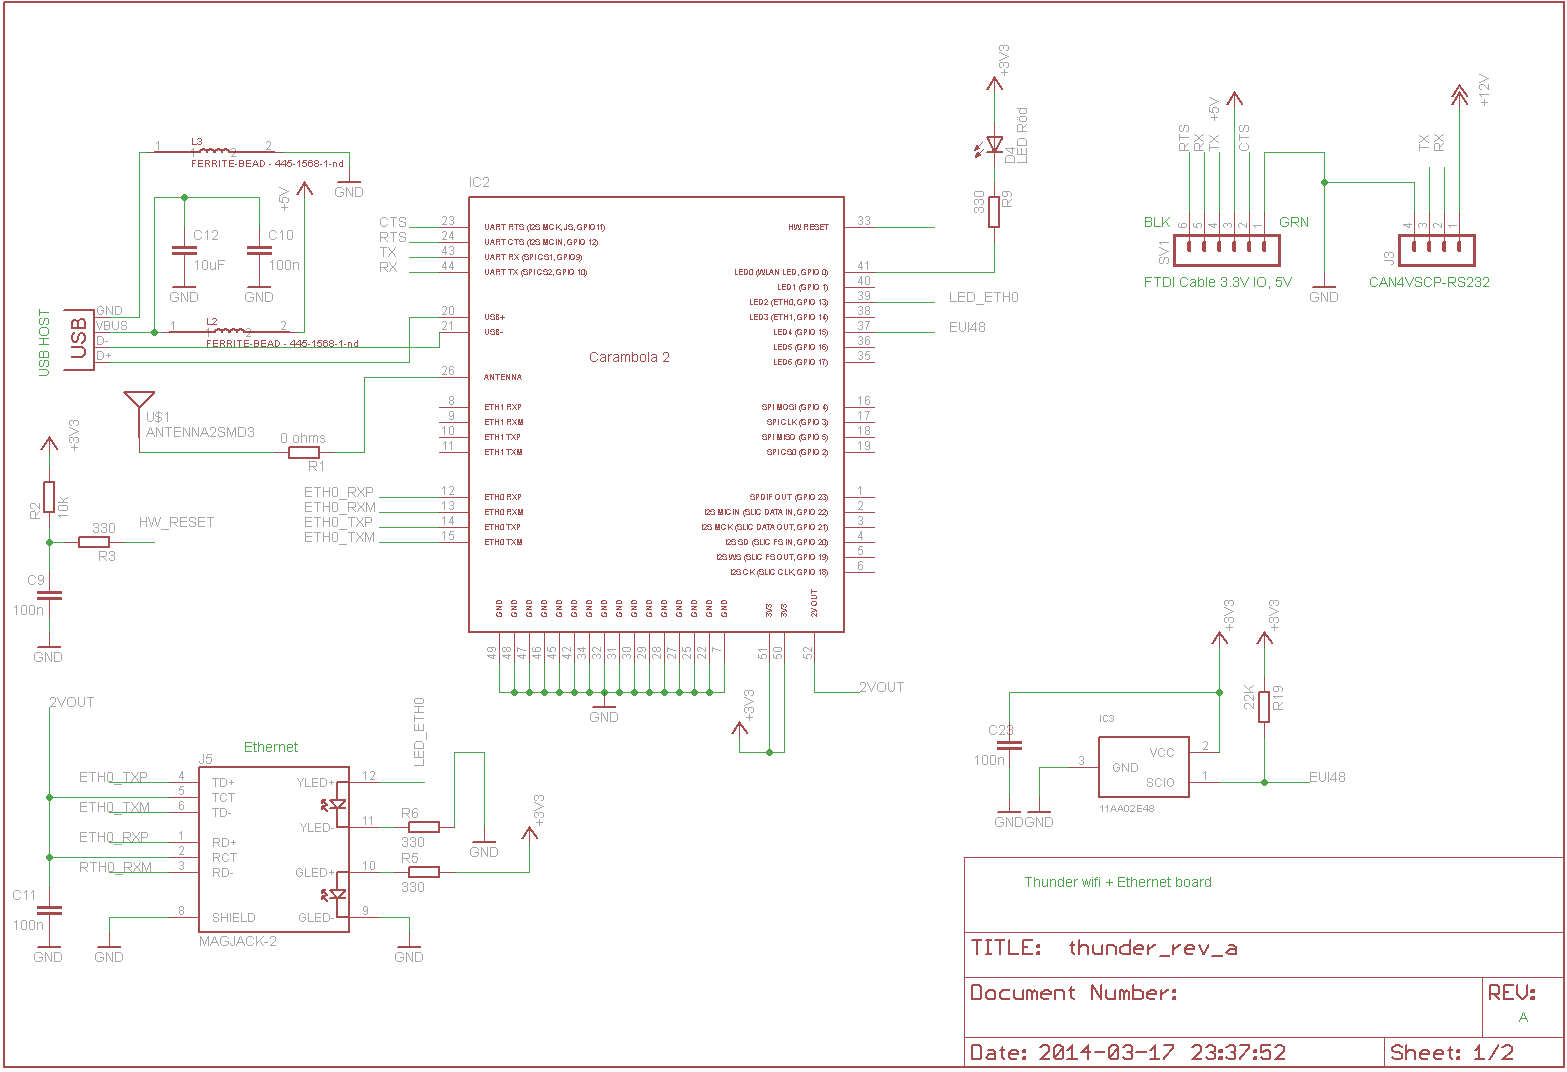 +3V3
+12V
+5V
RTS
RX
TX
CTS
TX
RX
LED Röd
D4
330
R9
1
L3
1
2
2
FERRITE-BEAD - 445-1568-1-nd
GND
+5V
IC2
C12
10uF
GND
C10
100n
GND
CTS 23 UART RTS (I2S MCK, JS, GPIO11)
RTS 24 UART CTS (I2S MCIN, GPIO 12)
TX 43 UART RX (SPICS1, GPIO9)
RX 44 UART TX (SPICS2, GPIO 10)
HW RESET 33
LED0 (WLAN LED, GPIO 0) 41
LED1 (GPIO 1) 40
LED2 (ETH0, GPIO 13) 39 LED_ETH0
LED3 (ETH1, GPIO 14) 38
LED4 (GPIO 15) 37 EUI48
LED5 (GPIO 16) 36
LED6 (GPIO 17) 35
BLK
6
5
4
3
2
1
GRN
SV1
FTDI Cable 3.3V IO, 5V
GND
4
3
2
1
J3
CAN4VSCP-RS232
USB HOST
USB
GND
VBUS
D-
D+
1
L2
1
2
2
FERRITE-BEAD - 445-1568-1-nd
20 USB+
21 USB-
Carambola 2
26 ANTENNA
8 ETH1 RXP
9 ETH1 RXM
10 ETH1 TXP
11 ETH1 TXM
SPI MOSI (GPIO 4) 16
SPI CLK (GPIO 3) 17
SPI MISO (GPIO 5) 18
SPI CS0 (GPIO 2) 19
U$1
ANTENNA2SMD3
0 ohms
R1
+3V3
R2
10k
HW_RESET
330
R3
C9
100n
GND
ETH0_RXP 12 ETH0 RXP
ETH0_RXM 13 ETH0 RXM
ETH0_TXP 14 ETH0 TXP
ETH0_TXM 15 ETH0 TXM
SPDIF OUT (GPIO 23) 1
I2S MICIN (SLIC DATA IN, GPIO 22) 2
I2S MCK (SLIC DATA OUT, GPIO 21) 3
I2S SD (SLIC FS IN, GPIO 20) 4
I2S WS (SLIC FS OUT, GPIO 19) 5
I2S CK (SLIC CLK, GPIO 18) 6
GND GND GND GND GND GND GND GND GND GND GND GND GND GND GND GND 3V3 3V3 2V OUT
49 48 47 46 45 42 34 32 31 30 29 28 27 25 22 7 51 50 52
GND
+3V3
2VOUT
2VOUT
Ethernet
J5
LED_ETH0
ETH0_TXP 4 TD+
5 TCT
ETH0_TXM 6 TD-
ETH0_RXP 1 RD+
2 RCT
RTH0_RXM 3 RD-
8 SHIELD
YLED+ 12
YLED- 11
GLED+ 10
GLED- 9
MAGJACK-2
R6
330
GND
R5
330
+3V3
C11
100n
GND
GND
GND
+3V3
+3V3
22K
R19
C23
100n
IC3
VCC 2
3 GND
SCIO 1
EUI48
11AA02E48
GND
GND
Thunder wifi + Ethernet board
TITLE: thunder_rev_a
Document Number:
REV:
A
Date: 2014-03-17 23:37:52
Sheet: 1/2